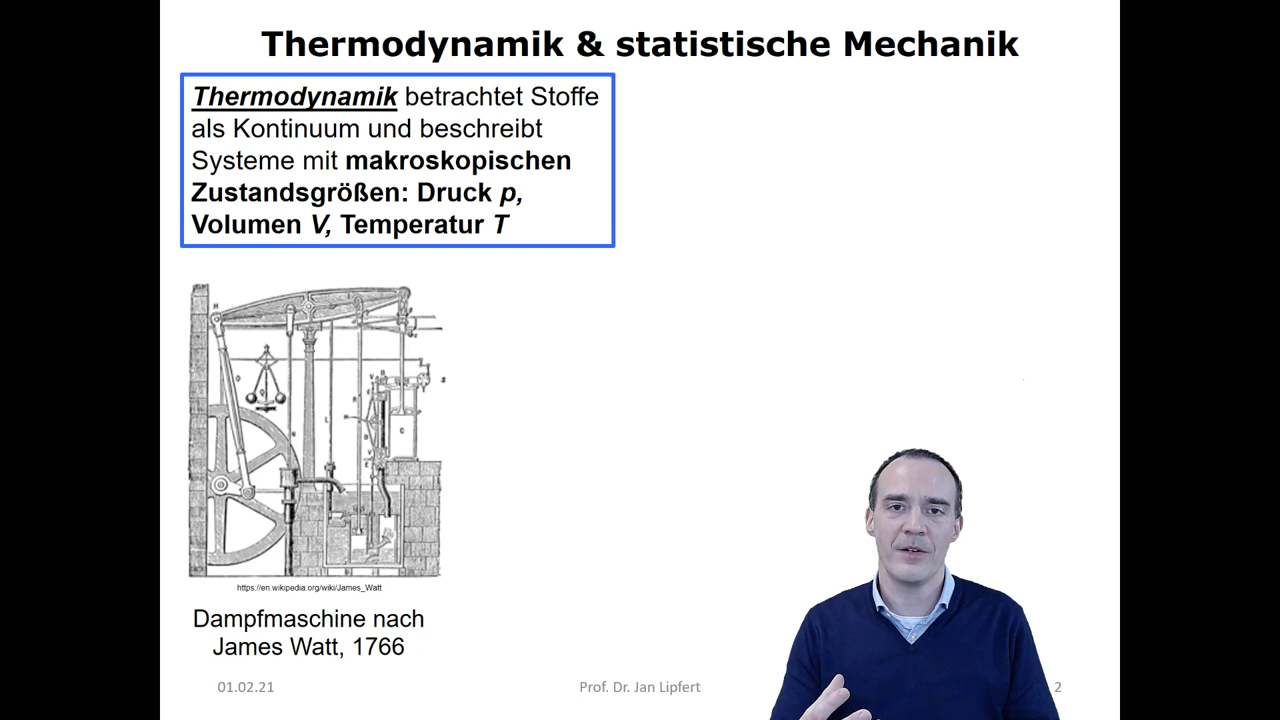 Thermodynamik & statistische Mechanik
Thermodynamik betrachtet Stoffe
als Kontinuum und beschreibt
Systeme mit makroskopischen
Zustandsgrößen: Druck p,
Volumen V, Temperatur T
https://en.wikipedia.org/wiki/James_Watt
Dampfmaschine nach
James Watt, 1766
01.02.21
Prof. Dr. Jan Lipfert
2